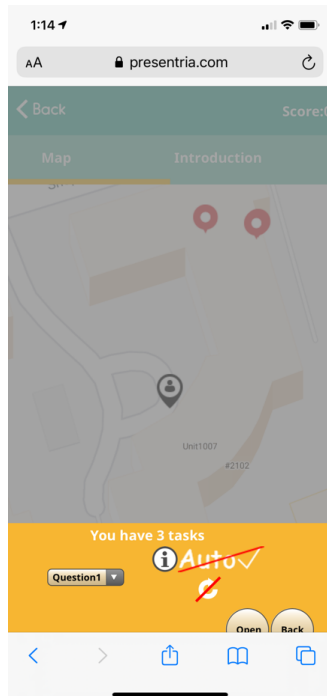 1:14
AA presentria.com
Back Score:
Map Introduction
Unit1007
#2102
You have 3 tasks
Auto
Question1
Open Back